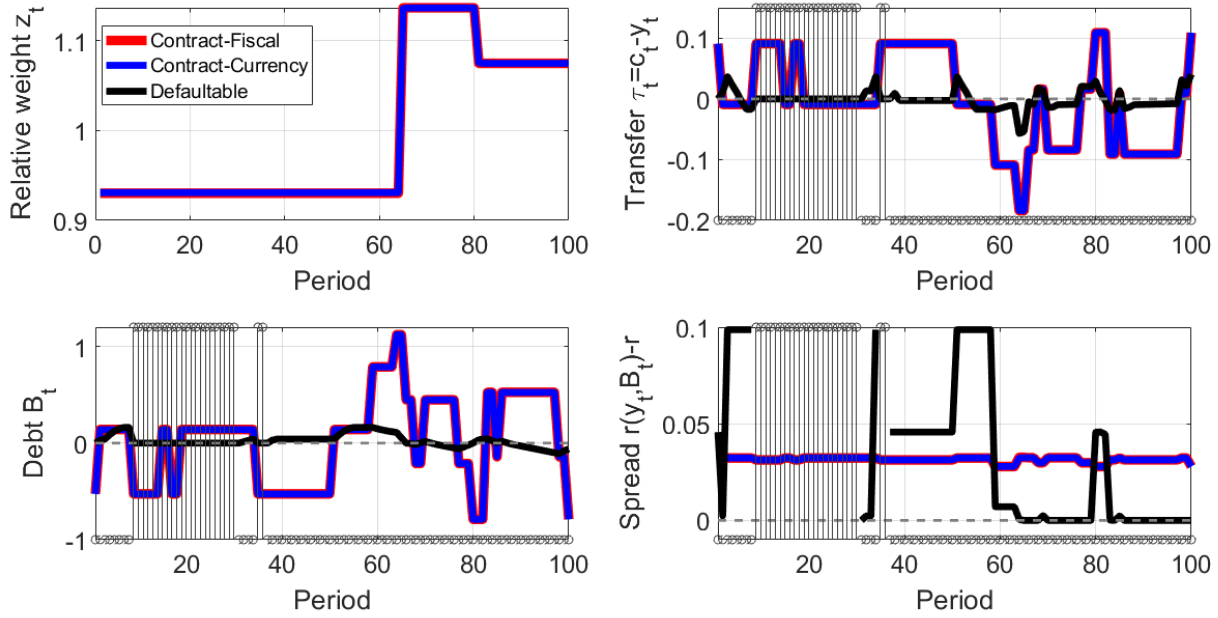 Relative weight z_t
1.1
1
0.9
Contract-Fiscal
Contract-Currency
Defaultable
0 20 40 60 80 100
Period
Transfer τ_t=c_t-y_t
0.1
0
-0.1
-0.2
20 40 60 80 100
Period
Debt B_t
1
0
-1
20 40 60 80 100
Period
Spread r(y_t,B_t)-r
0.1
0.05
0
20 40 60 80 100
Period